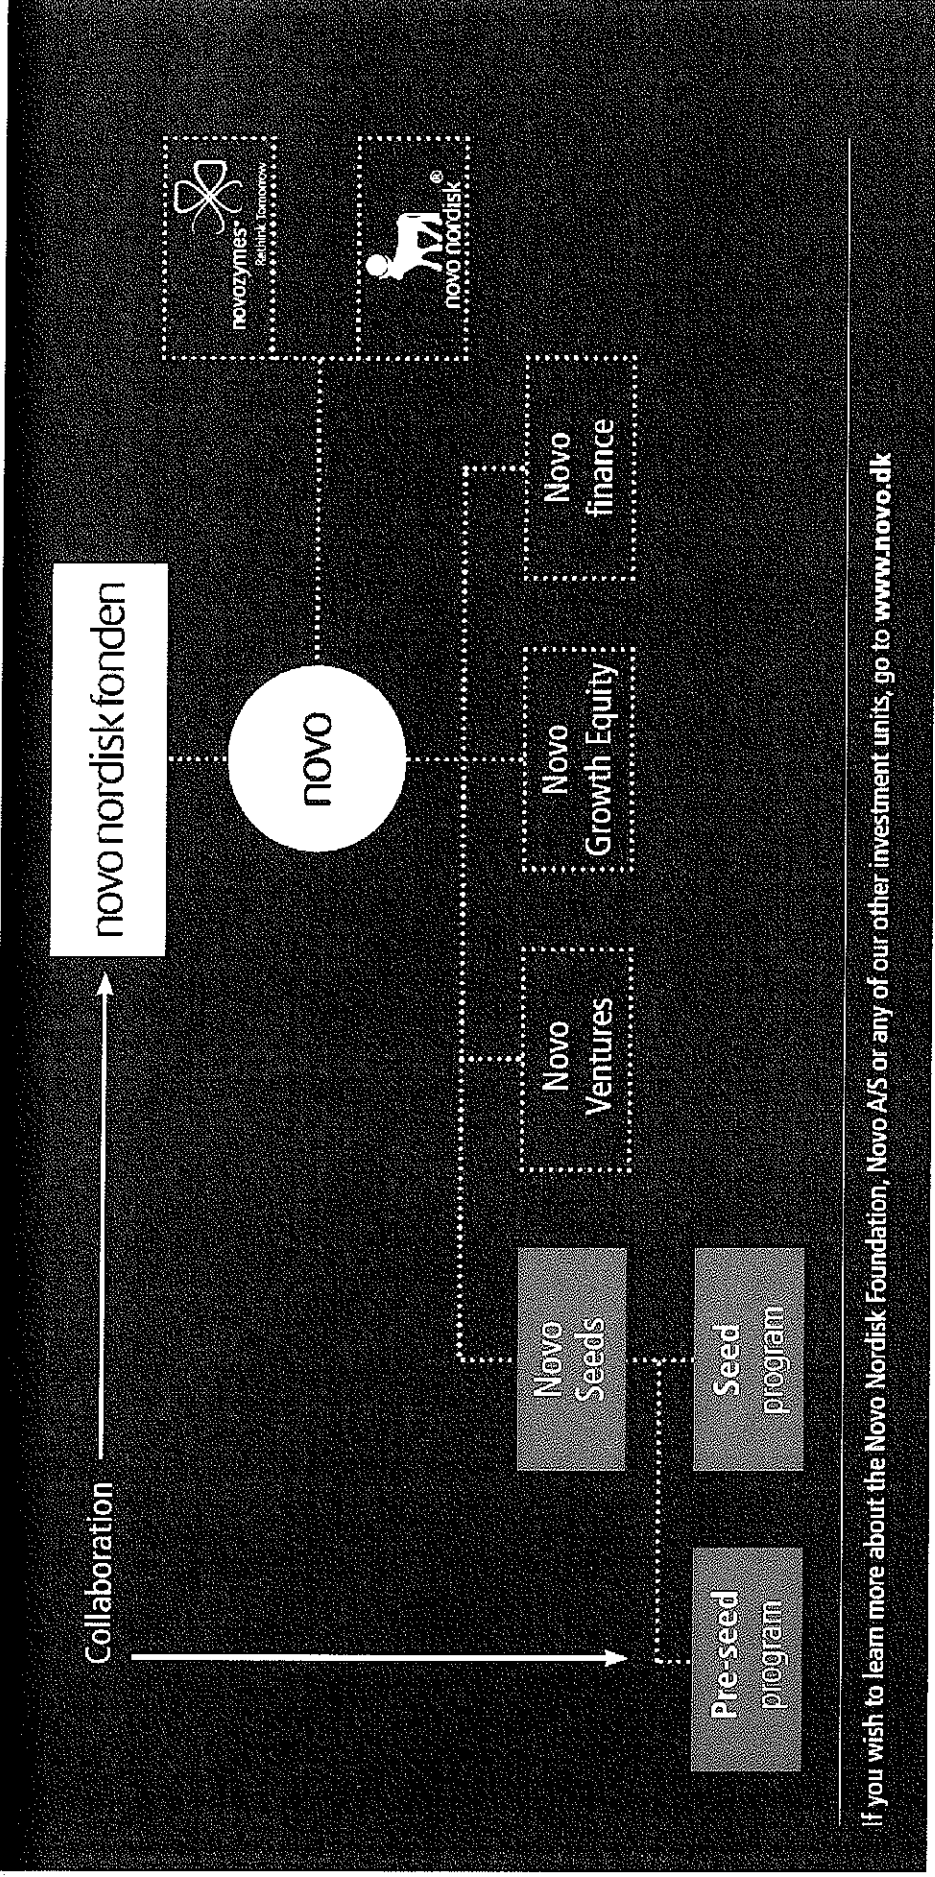 Collaboration
novo nordisk fonden
novozymes®
Rethink Tomorrow
novo
novo nordisk®
Novo
Seeds
Novo
Ventures
Novo
Growth Equity
Novo
finance
Pre-seed
program
Seed
program
If you wish to learn more about the Novo Nordisk Foundation, Novo A/S or any of our other investment units, go to www.novo.dk